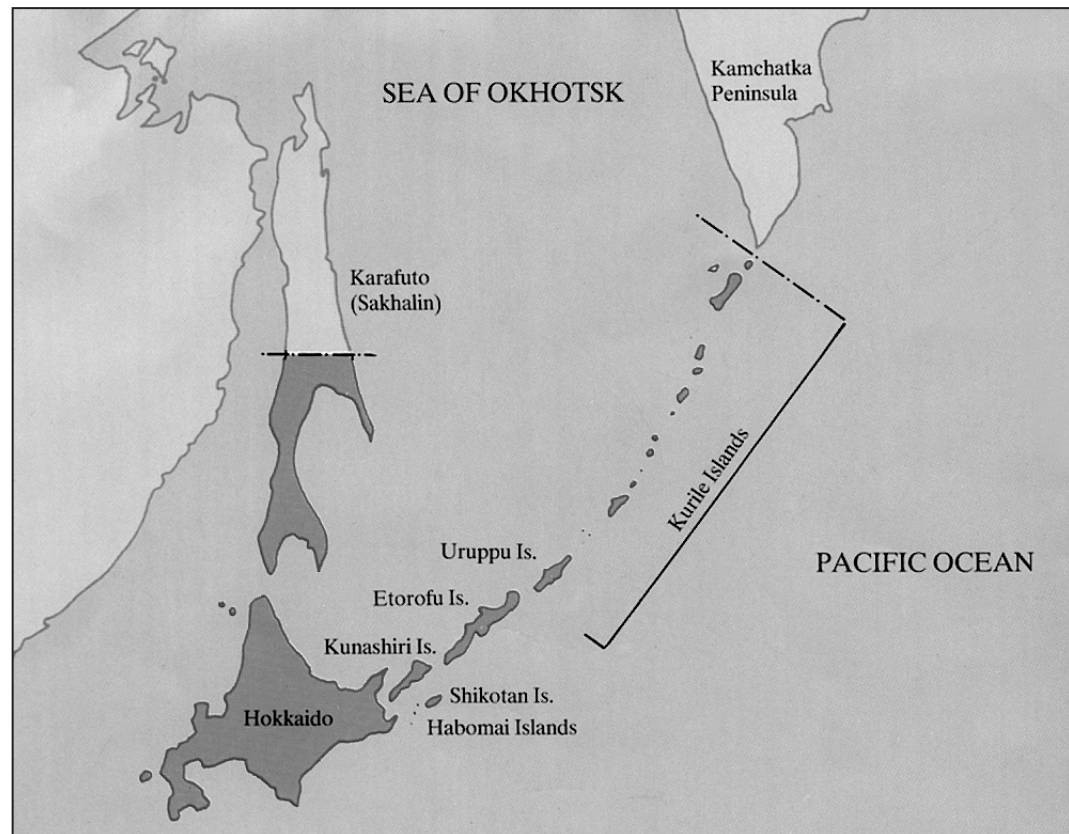 Kamchatka
Peninsula
SEA OF OKHOTSK
Karafuto
(Sakhalin)
Kurile Islands
Uruppu Is.
PACIFIC OCEAN
Etorofu Is.
Kunashiri Is.
Shikotan Is.
Hokkaido
Habomai Islands